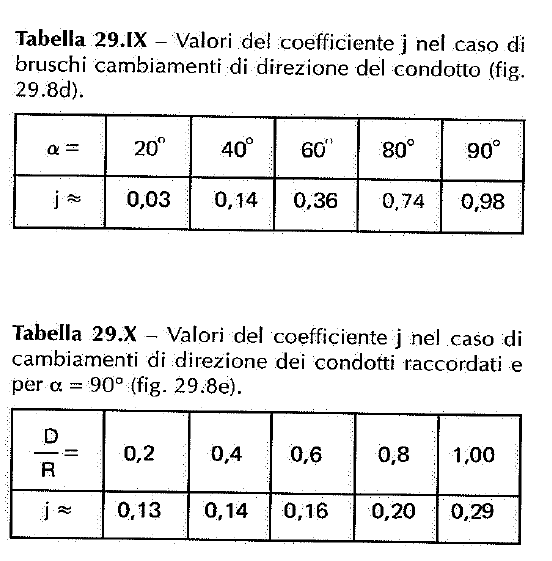 Tabella 29.IX – Valori del coefficiente j nel caso di
bruschi cambiamenti di direzione del condotto (fig.
29.8d).
α = 20° 40° 60° 80° 90°
j ≈ 0,03 0,14 0,36 0,74 0,98
Tabella 29.X – Valori del coefficiente j nel caso di
cambiamenti di direzione dei condotti raccordati e
per α = 90° (fig. 29.8e).
D
R = 0,2 0,4 0,6 0,8 1,00
j ≈ 0,13 0,14 0,16 0,20 0,29